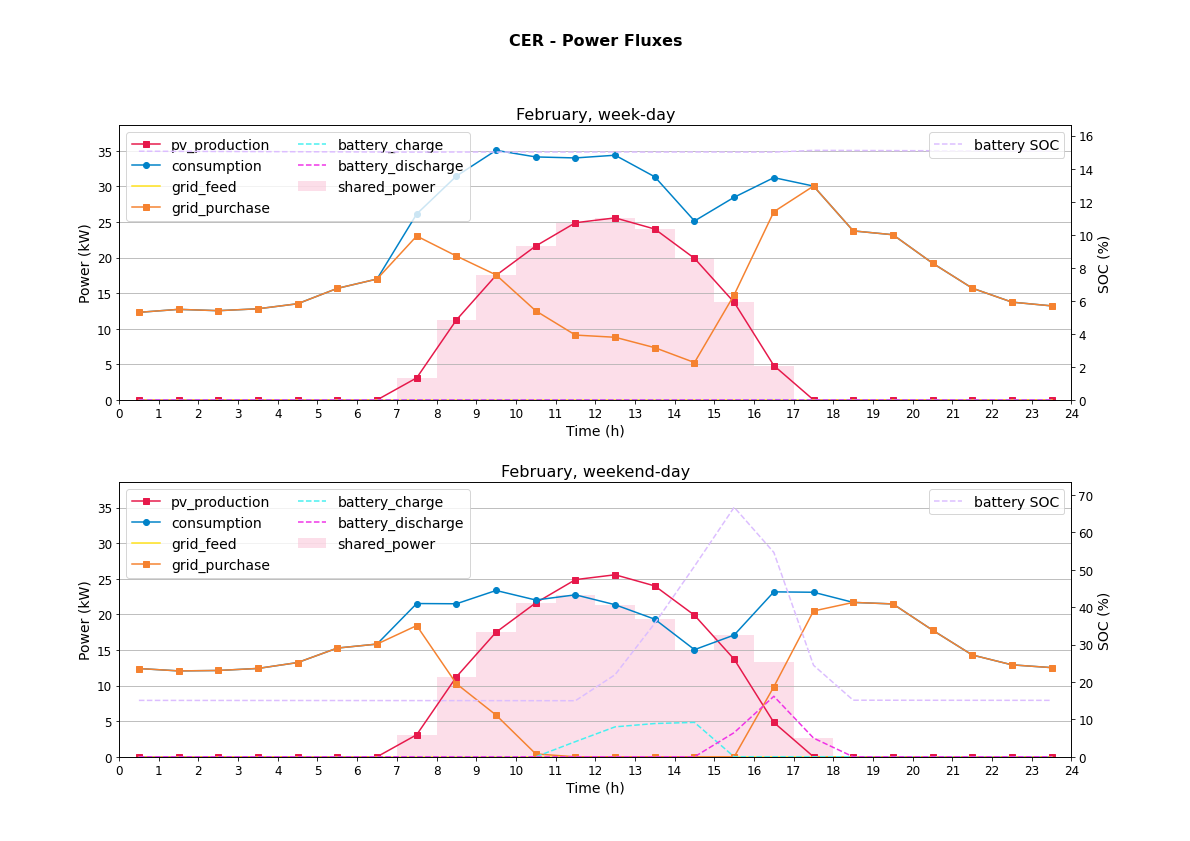 CER - Power Fluxes
February, week-day
pv_production
consumption
grid_feed
grid_purchase
battery_charge
battery_discharge
shared_power
battery SOC
Power (kW)
35
30
25
20
15
10
5
0
SOC (%)
16
14
12
10
8
6
4
2
0
0 1 2 3 4 5 6 7 8 9 10 11 12 13 14 15 16 17 18 19 20 21 22 23 24
Time (h)
February, weekend-day
pv_production
consumption
grid_feed
grid_purchase
battery_charge
battery_discharge
shared_power
battery SOC
Power (kW)
35
30
25
20
15
10
5
0
SOC (%)
70
60
50
40
30
20
10
0
0 1 2 3 4 5 6 7 8 9 10 11 12 13 14 15 16 17 18 19 20 21 22 23 24
Time (h)